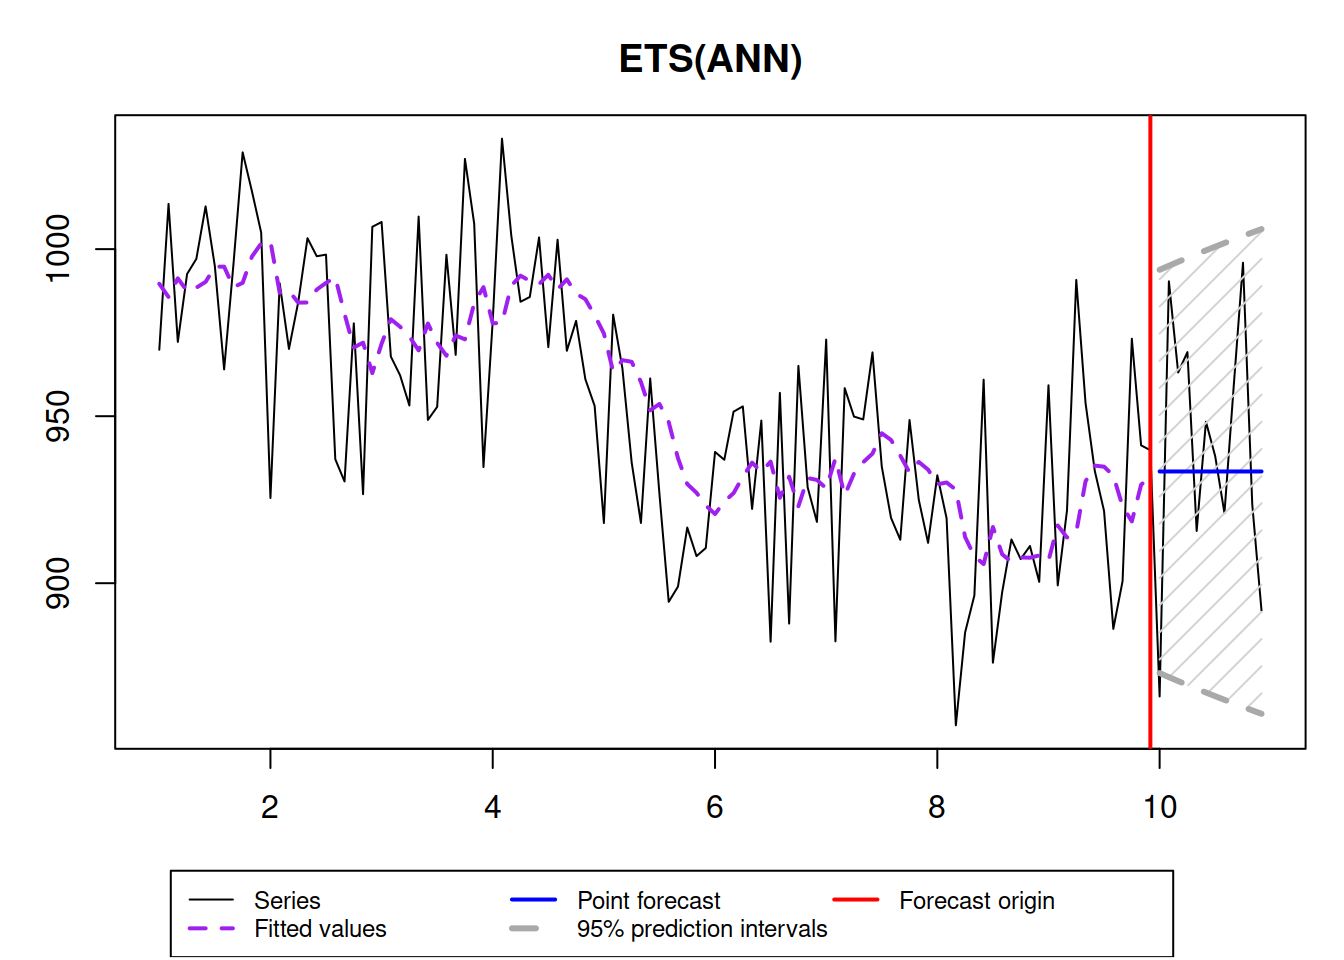 ETS(ANN)
1000
950
900
2 4 6 8 10
Series Point forecast Forecast origin
Fitted values 95% prediction intervals